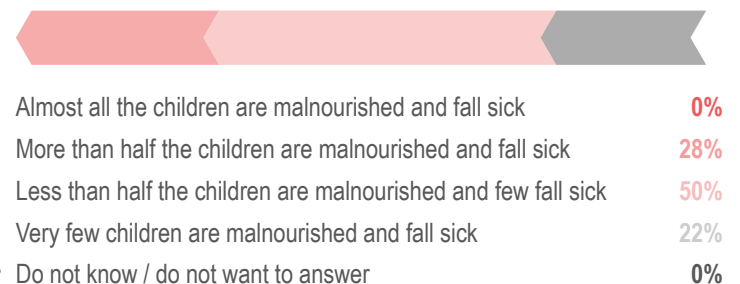 Almost all the children are malnourished and fall sick 0%
More than half the children are malnourished and fall sick 28%
Less than half the children are malnourished and few fall sick 50%
Very few children are malnourished and fall sick 22%
Do not know / do not want to answer 0%